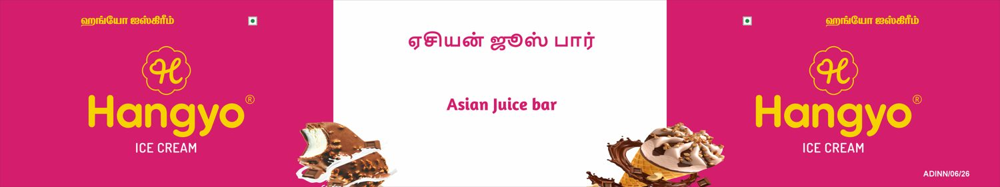 ஹங்யோ ஐஸ்கிரீம்
H
Hangyo®
ICE CREAM
ஏசியன் ஜூஸ் பார்
Asian Juice bar
ஹங்யோ ஐஸ்கிரீம்
H
Hangyo®
ICE CREAM
ADINN/06/26